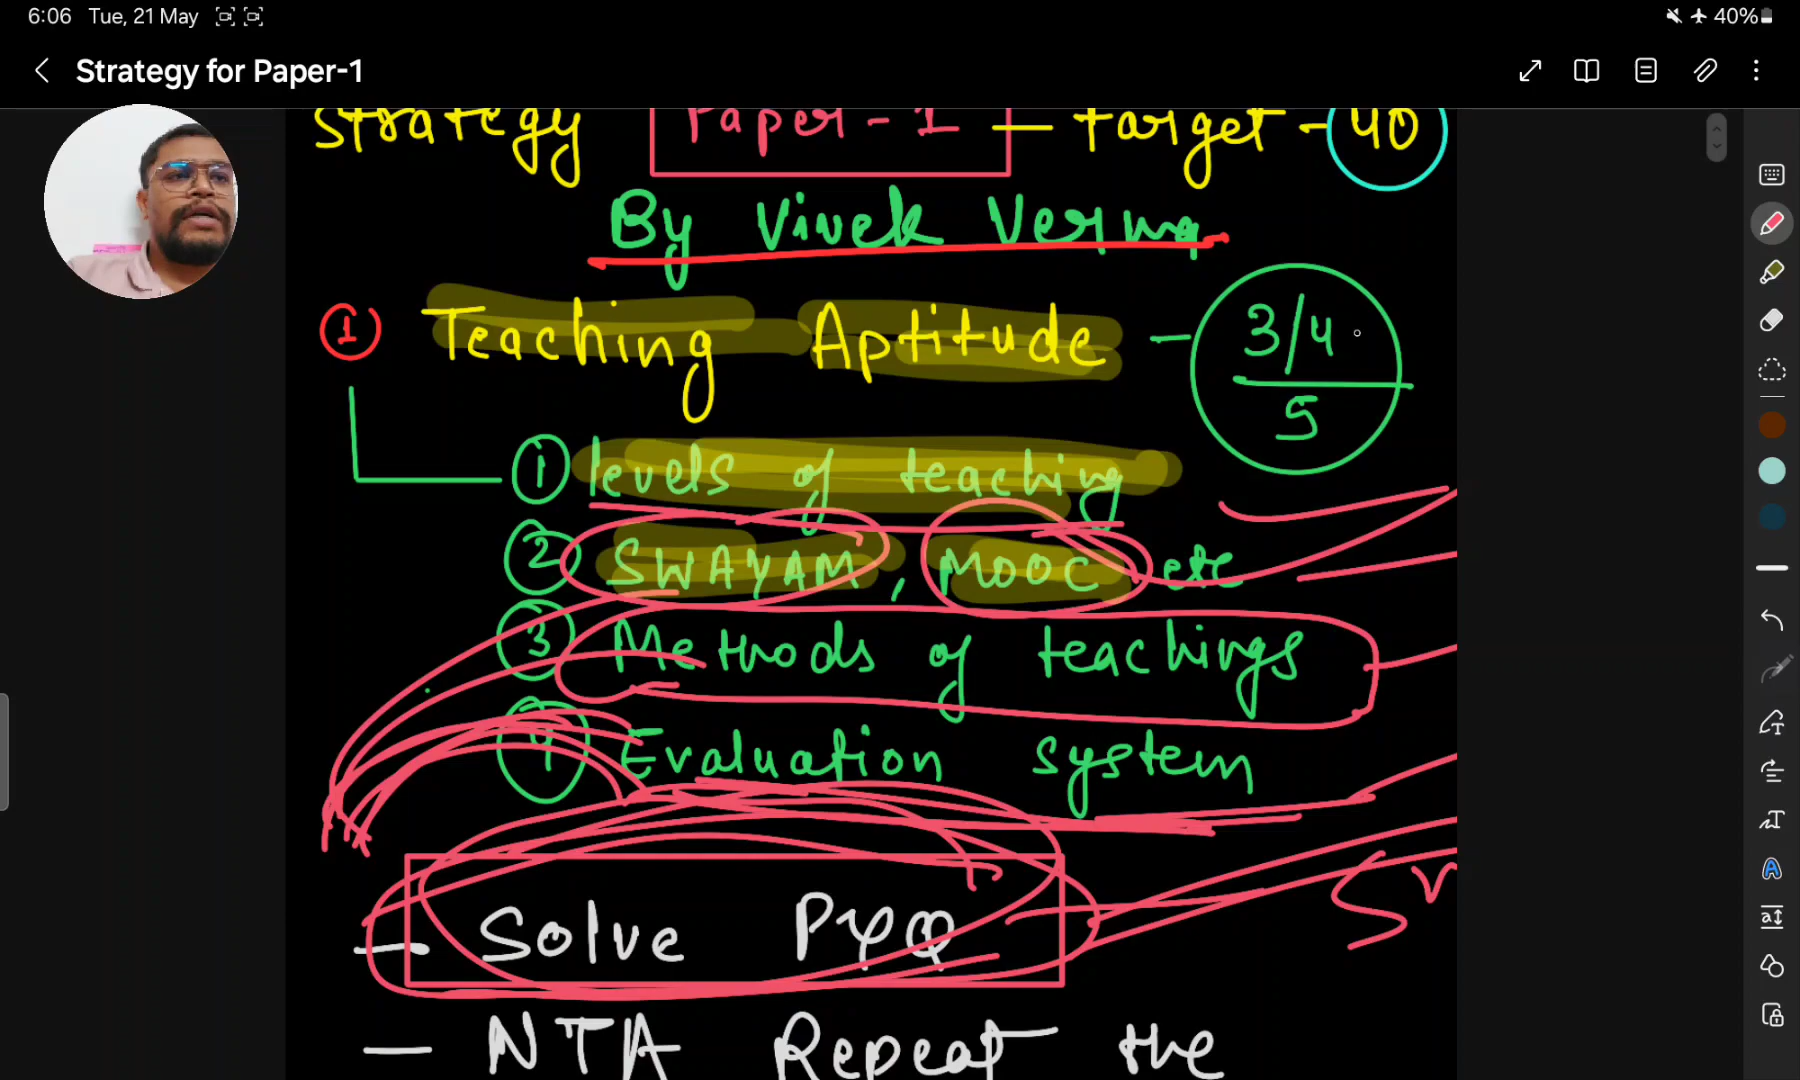 6:06 Tue, 21 May 40%
Strategy for Paper-1
Strategy Paper-1 — Target - 40
By Vivek Verma
1 Teaching Aptitude — 3/4
5
1 levels of teaching
2 SWAYAM, MOOC etc
3 Methods of teachings
4 Evaluation system
— Solve PYQ
— NTA Repeat the